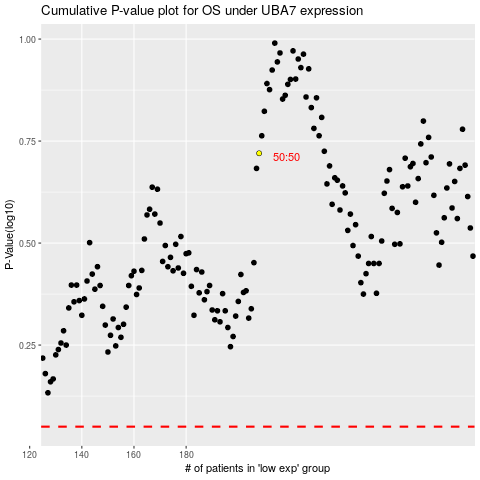 Cumulative P-value plot for OS under UBA7 expression
P-Value(log10)
1.00
0.75
0.50
0.25
50:50
120 140 160 180
# of patients in 'low exp' group